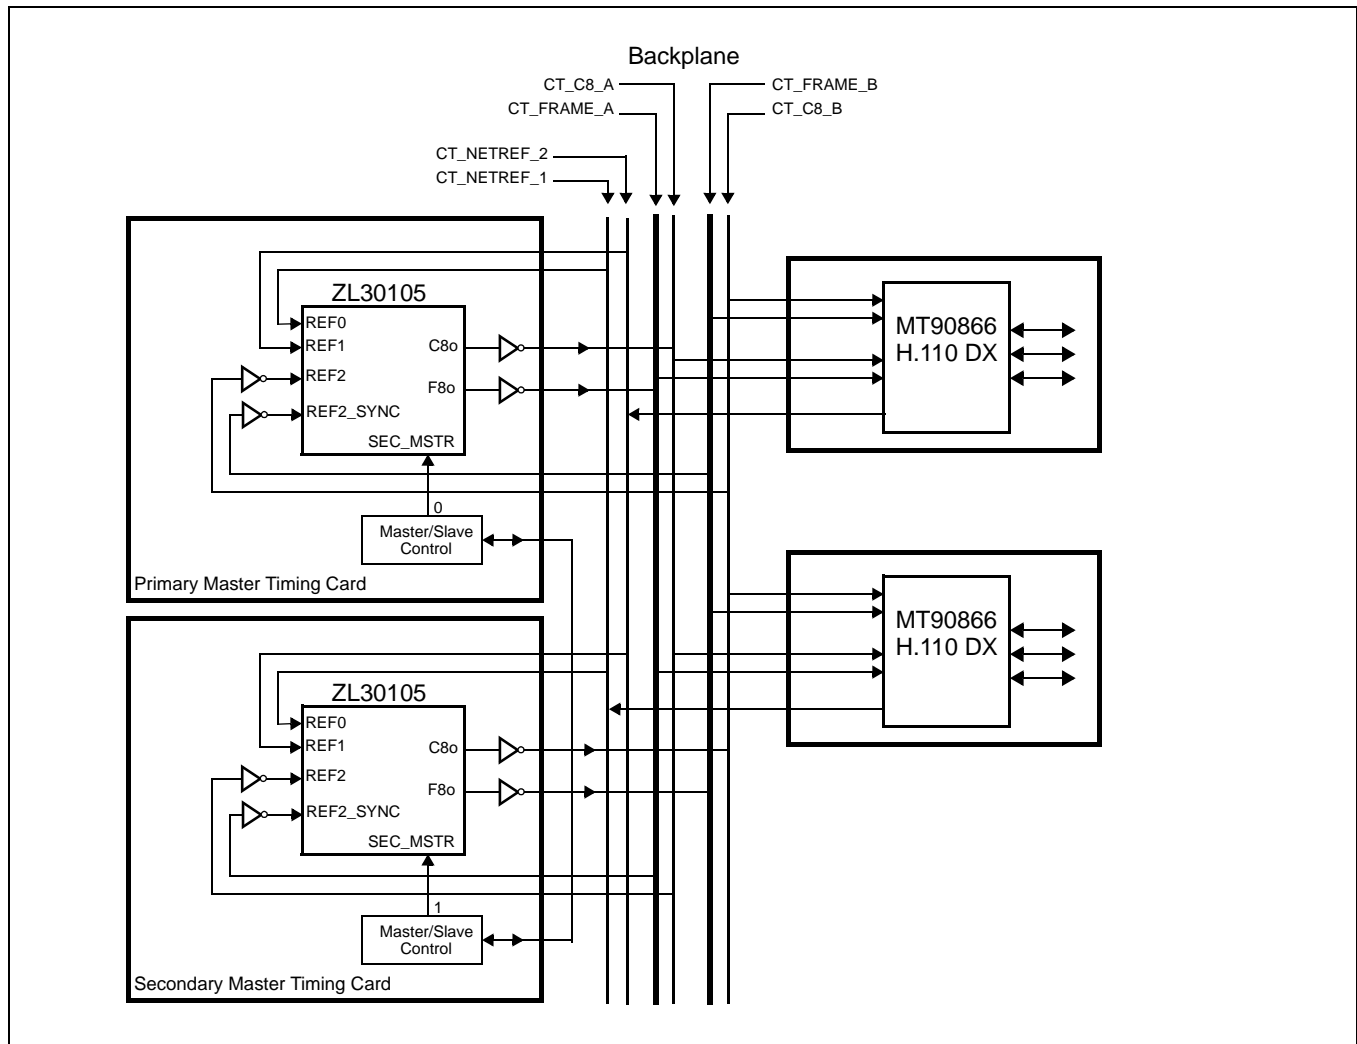 Backplane
CT_C8_A
CT_FRAME_B
CT_FRAME_A
CT_C8_B
CT_NETREF_2
CT_NETREF_1
ZL30105
REF0
REF1
C8o
REF2
F8o
REF2_SYNC
SEC_MSTR
0
Master/Slave
Control
Primary Master Timing Card
MT90866
H.110 DX
ZL30105
REF0
REF1
C8o
REF2
F8o
REF2_SYNC
SEC_MSTR
1
Master/Slave
Control
Secondary Master Timing Card
MT90866
H.110 DX